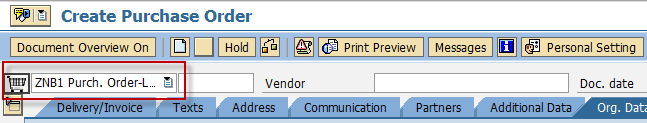 Create Purchase Order
Document Overview On Hold Print Preview Messages Personal Setting
ZNB1 Purch. Order-L... Vendor Doc. date
Delivery/Invoice Texts Address Communication Partners Additional Data Org. Data